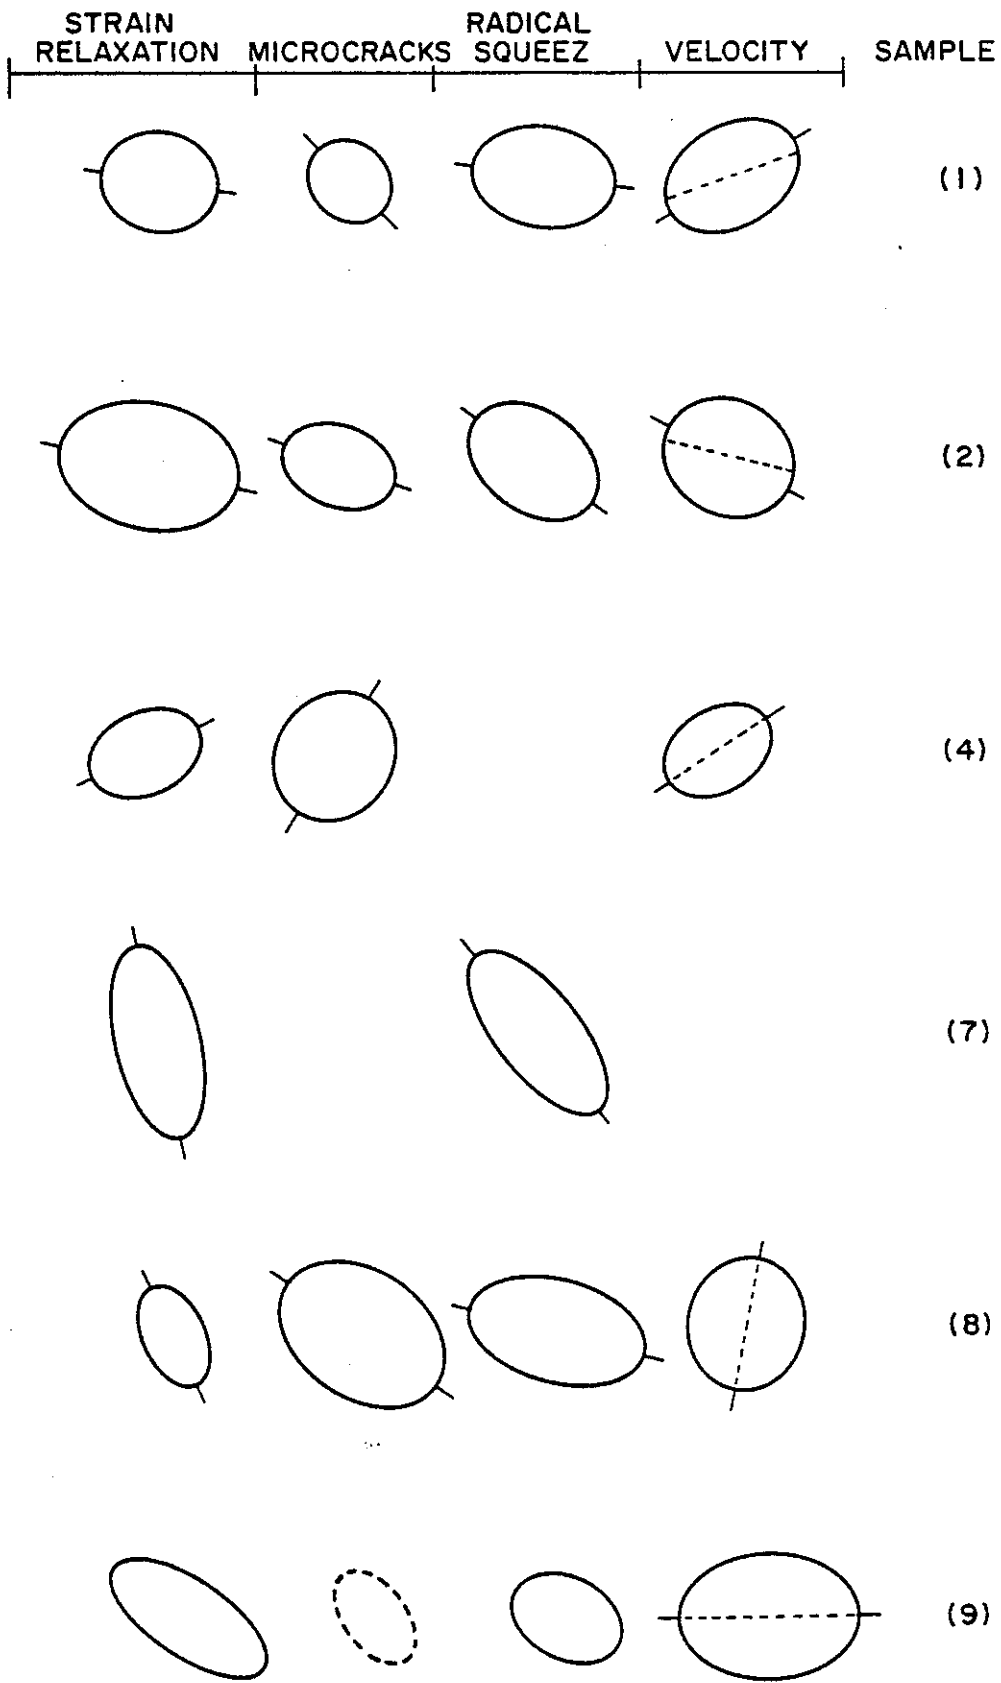 STRAIN RELAXATION
MICROCRACKS
RADICAL SQUEEZ
VELOCITY
SAMPLE
(1)
(2)
(4)
(7)
(8)
(9)